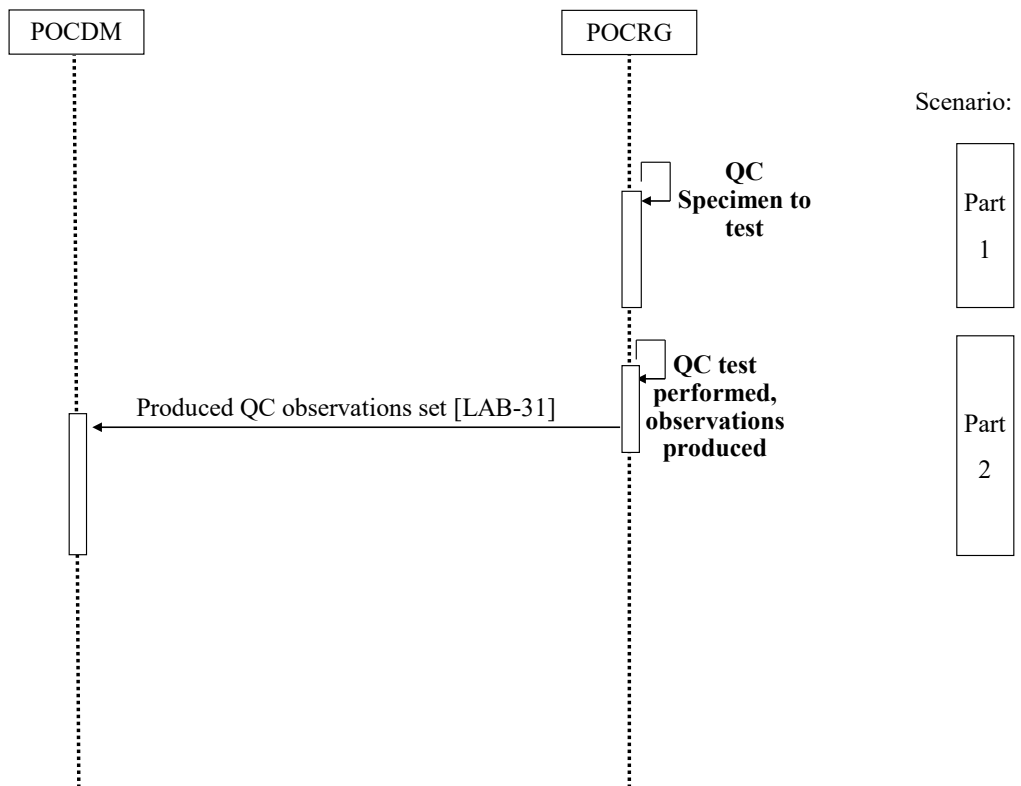 POCDM
POCRG
Scenario:
QC
Specimen to
test
Part
1
QC test
performed,
observations
produced
Produced QC observations set [LAB-31]
Part
2